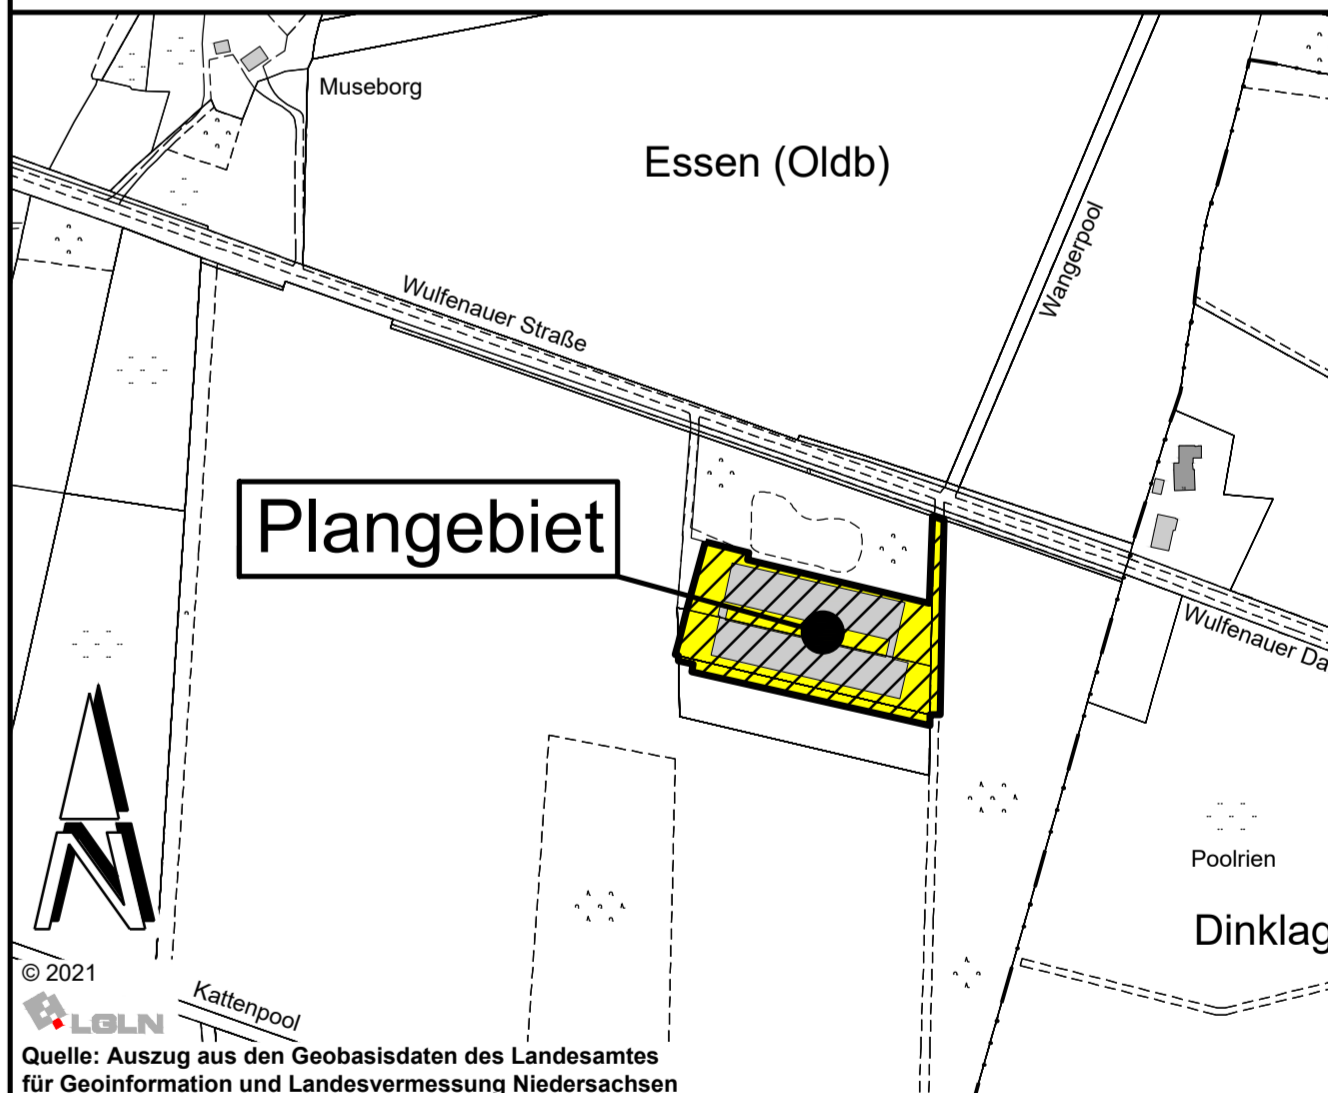 Museborg
Essen (Oldb)
Wangerpool
Wulfenauer Straße
Plangebiet
Wulfenauer Da
Poolrien
Dinklag
N
© 2021
Kattenpool
LGLN
Quelle: Auszug aus den Geobasisdaten des Landesamtes
für Geoinformation und Landesvermessung Niedersachsen